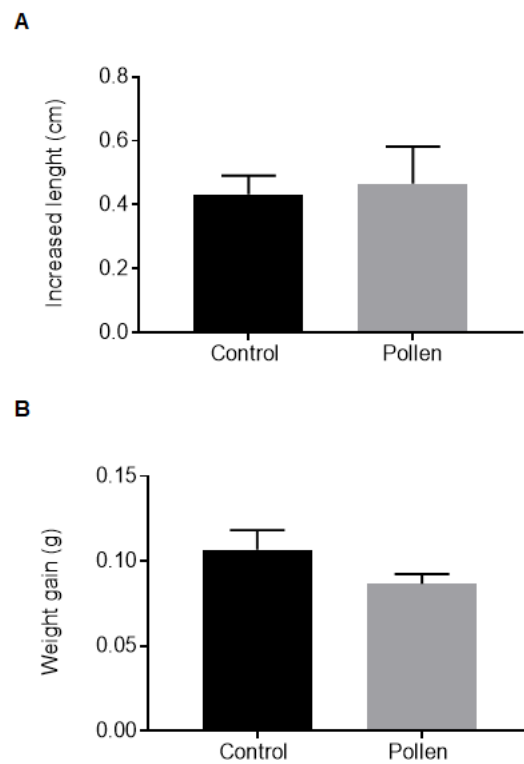 A
Increased lenght (cm)
0.8
0.6
0.4
0.2
0.0
Control Pollen
B
Weight gain (g)
0.15
0.10
0.05
0.00
Control Pollen